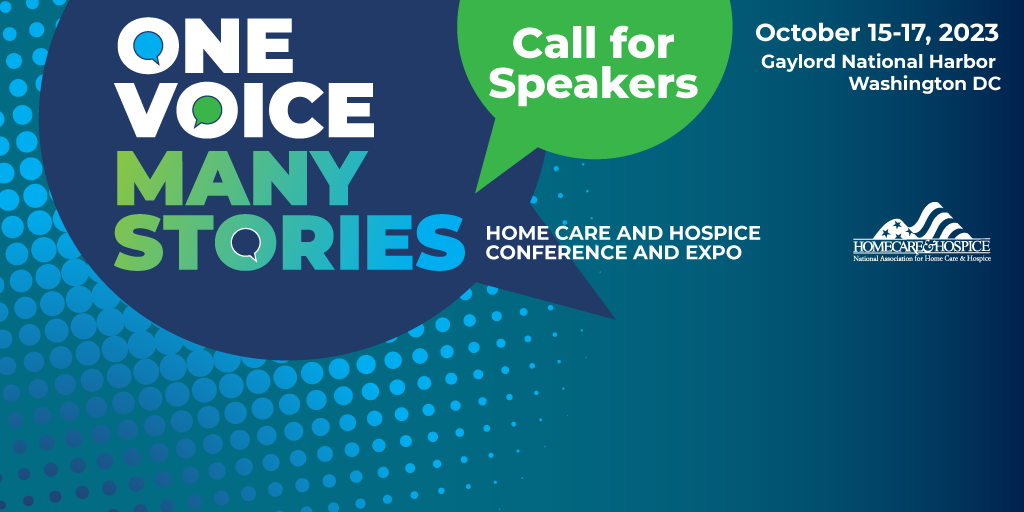 ONE
VOICE
MANY
STORIES
Call for
Speakers
October 15-17, 2023
Gaylord National Harbor
Washington DC
HOME CARE AND HOSPICE
CONFERENCE AND EXPO
HOMECARE&HOSPICE
National Association for Home Care & Hospice